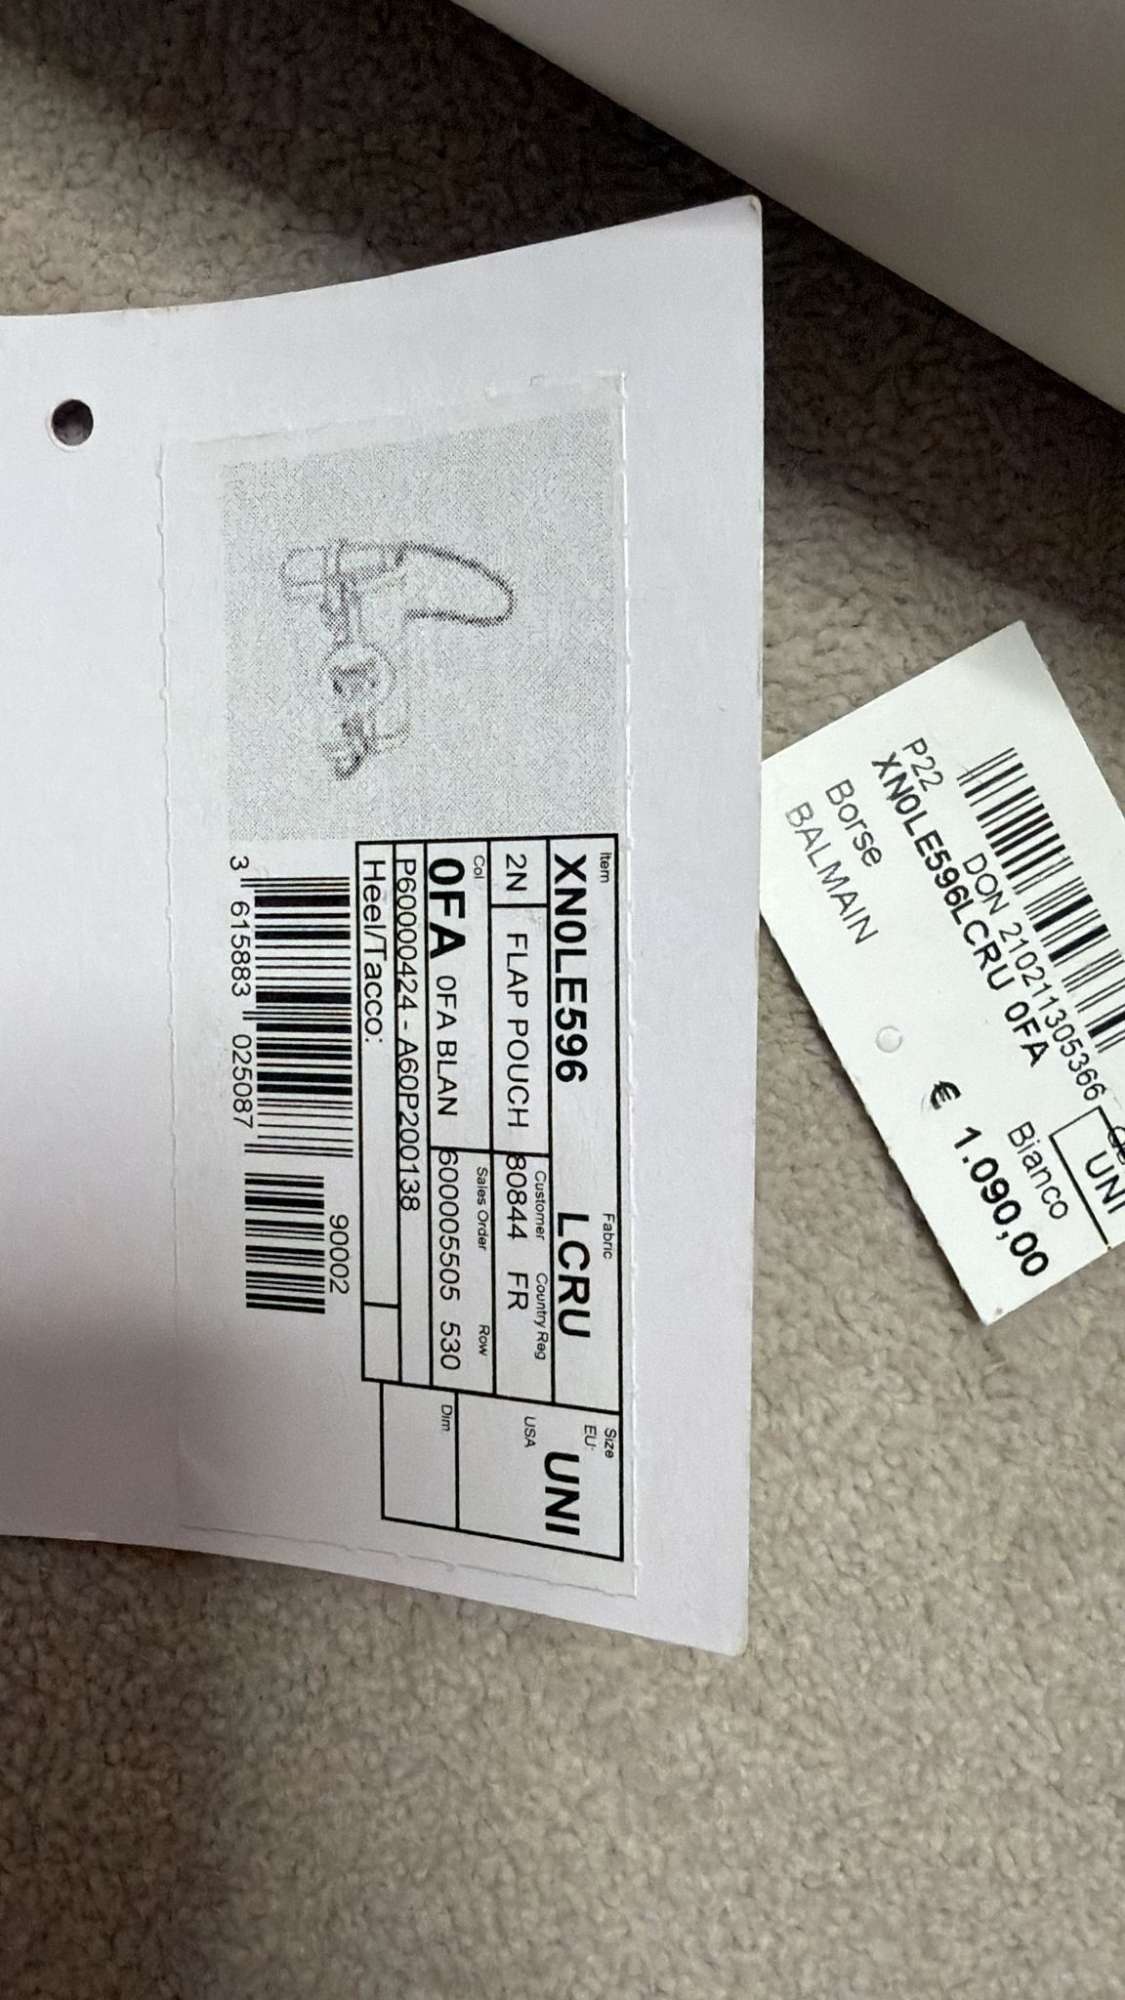 Item Fabric Size
XN0LE596 LCRU EU: UNI
Customer Country Reg USA
2N FLAP POUCH 80844 FR
Col Sales Order Row Dim.
0FA 0FA BLAN 600005505 530
P60000424 - A60P200138
Heel/Tacco:
90002
3 615883 025087
UNI
DON 210211305366
P22 Bianco
XN0LE596LCRU 0FA
€ 1.090,00
Borse
BALMAIN